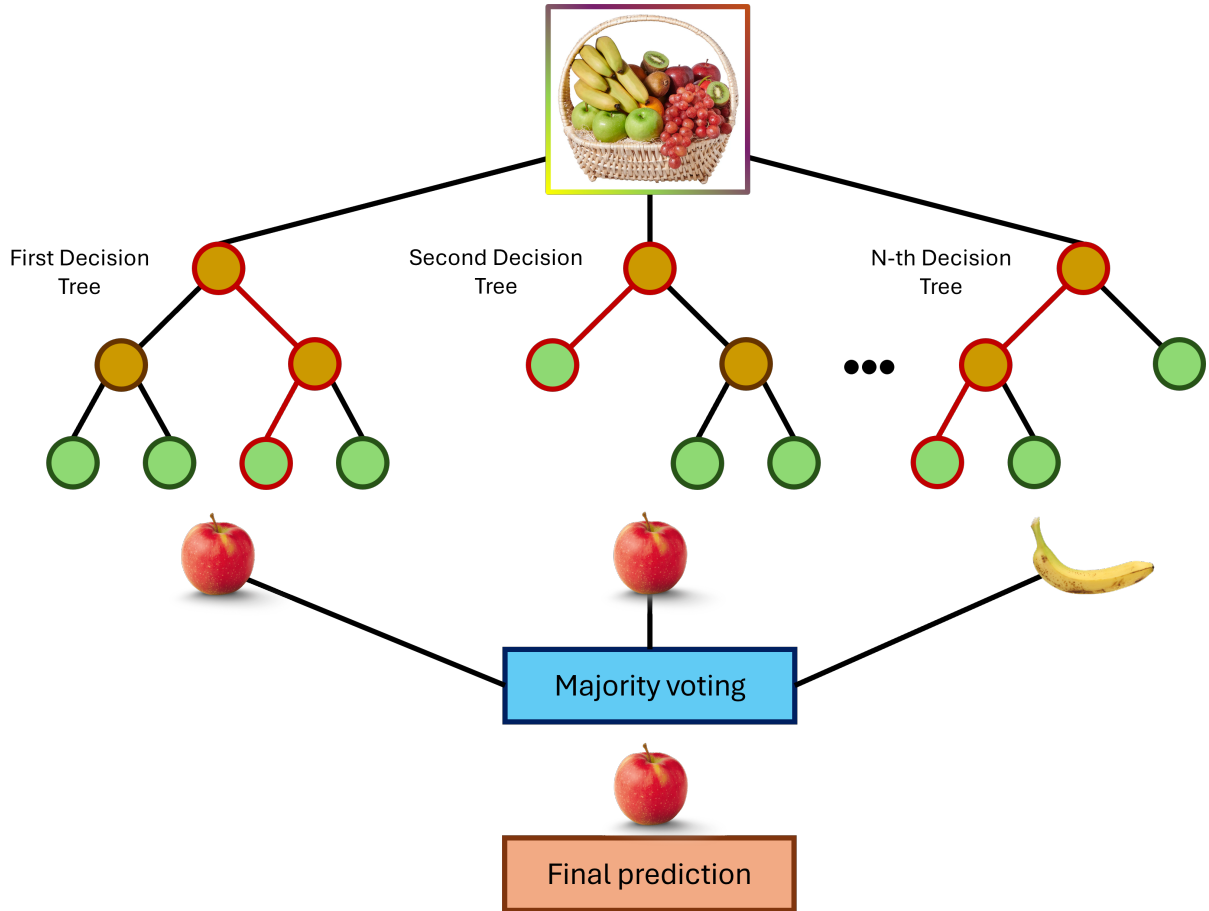 First Decision
Tree
Second Decision
Tree
N-th Decision
Tree
Majority voting
Final prediction